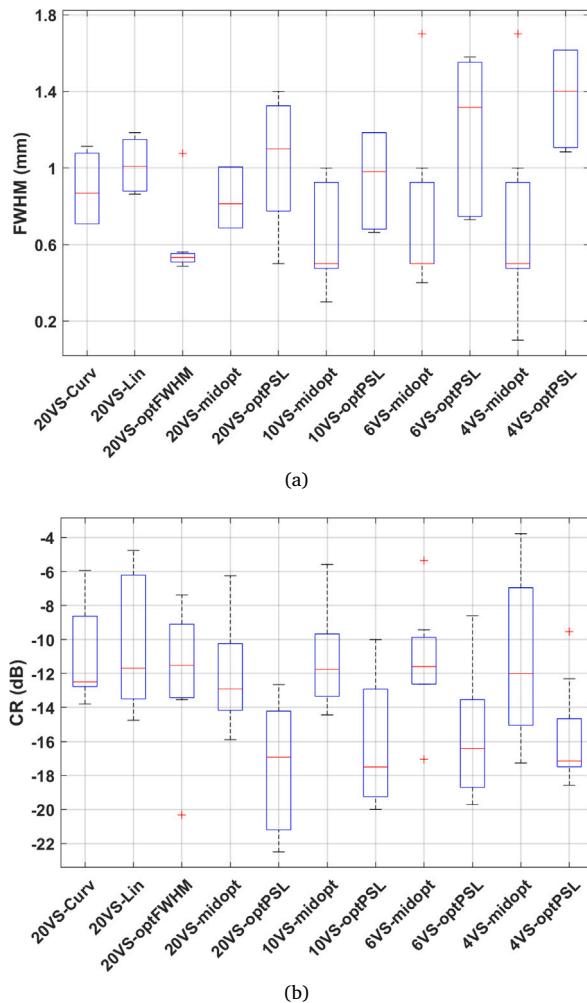 1.8
1.4
1
0.6
0.2
FWHM (mm)
20VS-Curv
20VS-Lin
20VS-optFWHM
20VS-midopt
20VS-optPSL
10VS-midopt
10VS-optPSL
6VS-midopt
6VS-optPSL
4VS-midopt
4VS-optPSL
(a)
-4
-6
-8
-10
-12
-14
-16
-18
-20
-22
CR (dB)
20VS-Curv
20VS-Lin
20VS-optFWHM
20VS-midopt
20VS-optPSL
10VS-midopt
10VS-optPSL
6VS-midopt
6VS-optPSL
4VS-midopt
4VS-optPSL
(b)